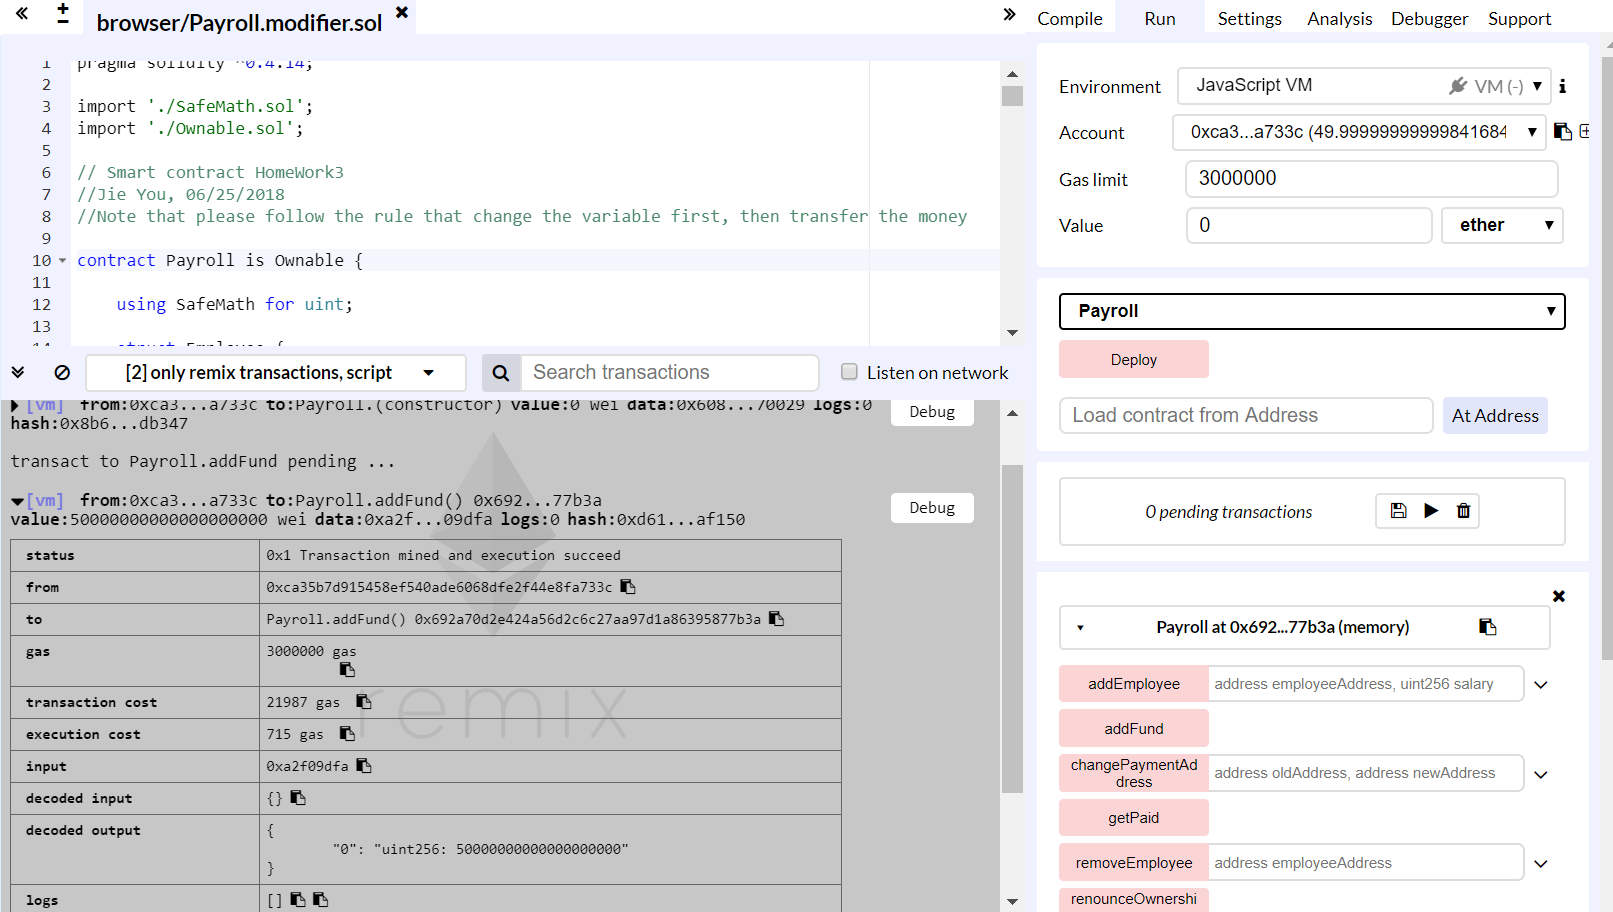 browser/Payroll.modifier.sol
1 pragma solidity ^0.4.14;
2
3 import './SafeMath.sol';
4 import './Ownable.sol';
5
6 // Smart contract HomeWork3
7 //Jie You, 06/25/2018
8 //Note that please follow the rule that change the variable first, then transfer the money
9
10 contract Payroll is Ownable {
11
12 using SafeMath for uint;
13
14 struct Employee {
[2] only remix transactions, script
Search transactions
Listen on network
[vm] from:0xca3...a733c to:Payroll.(constructor) value:0 wei data:0x608...70029 logs:0
hash:0x8b6...db347
Debug
transact to Payroll.addFund pending ...
[vm] from:0xca3...a733c to:Payroll.addFund() 0x692...77b3a
value:50000000000000000000 wei data:0xa2f...09dfa logs:0 hash:0xd61...af150
Debug
status 0x1 Transaction mined and execution succeed
from 0xca35b7d915458ef540ade6068dfe2f44e8fa733c
to Payroll.addFund() 0x692a70d2e424a56d2c6c27aa97d1a86395877b3a
gas 3000000 gas
transaction cost 21987 gas
execution cost 715 gas
input 0xa2f09dfa
decoded input {}
decoded output {
"0": "uint256: 50000000000000000000"
}
logs []
remix
Compile Run Settings Analysis Debugger Support
Environment JavaScript VM VM (-)
Account 0xca3...a733c (49.99999999999841684
Gas limit 3000000
Value 0 ether
Payroll
Deploy
Load contract from Address At Address
0 pending transactions
Payroll at 0x692...77b3a (memory)
addEmployee address employeeAddress, uint256 salary
addFund
changePaymentAd
dress address oldAddress, address newAddress
getPaid
removeEmployee address employeeAddress
renounceOwnershi